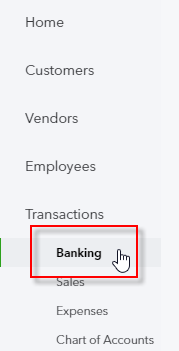 Home
Customers
Vendors
Employees
Transactions
Banking
Sales
Expenses
Chart of Accounts